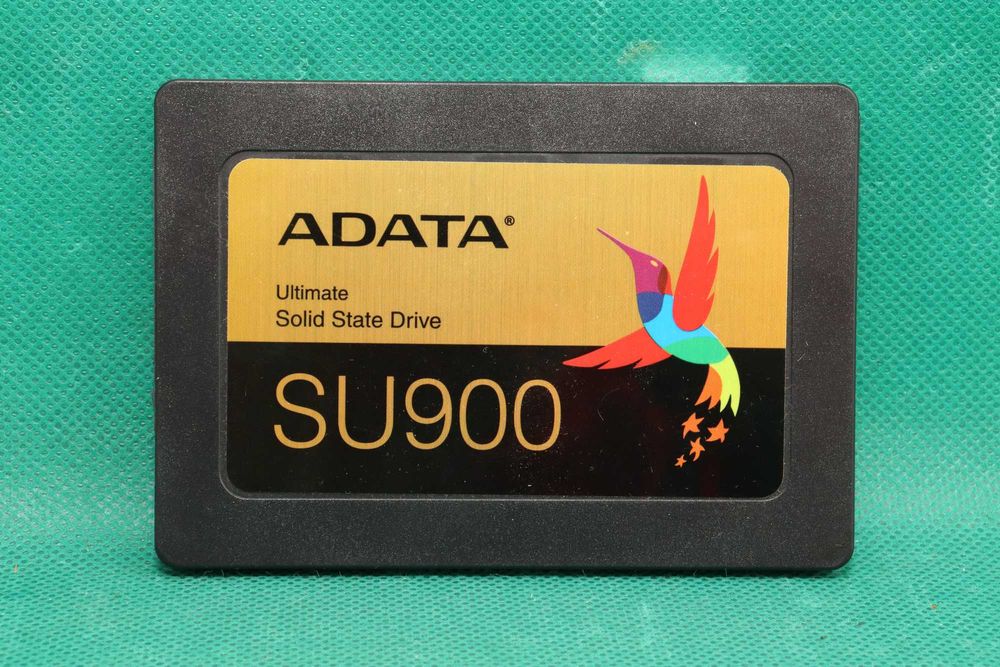 ADATA®
Ultimate
Solid State Drive
SU900